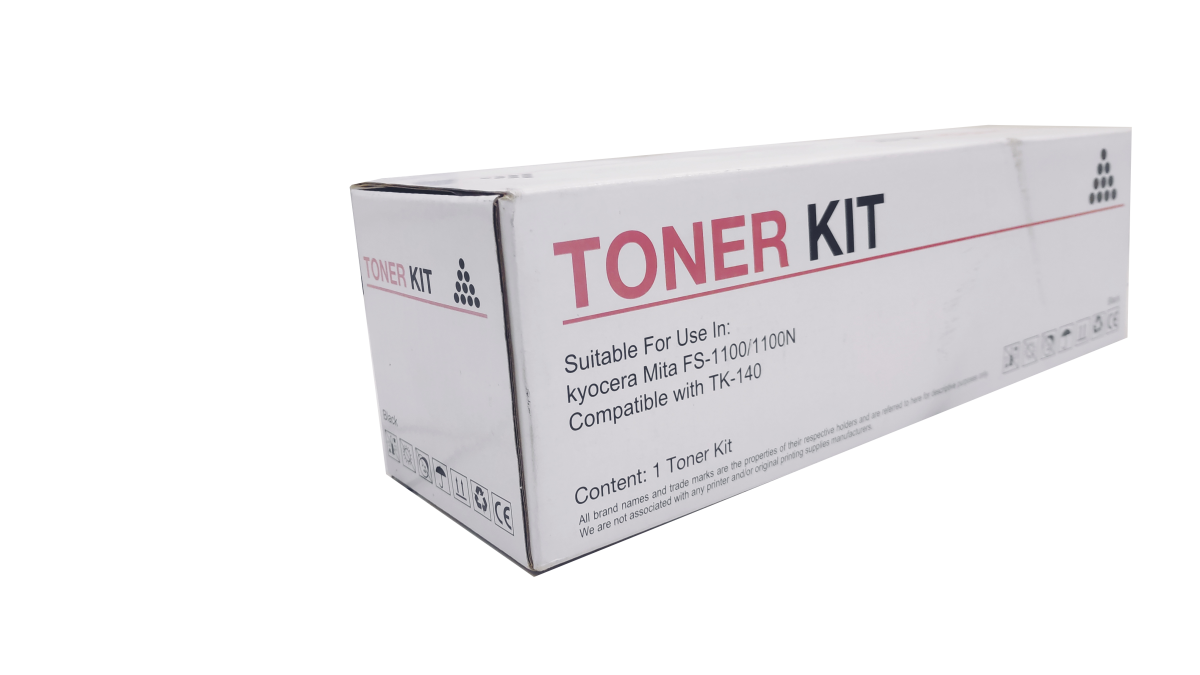 TONER KIT
Black
CE
TONER KIT
Suitable For Use In:
kyocera Mita FS-1100/1100N
Compatible with TK-140
Content: 1 Toner Kit
All brand names and trade marks are the properties of their respective holders and are referred to here for descriptive purposes only.
We are not associated with any printer and/or original printing supplies manufacturers.
Black
CE